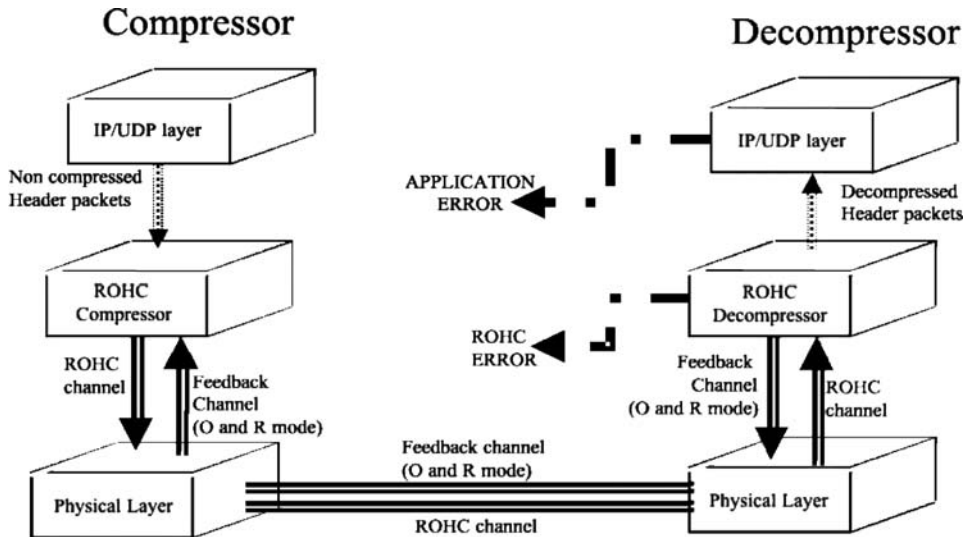 Compressor
Decompressor
IP/UDP layer
IP/UDP layer
Non compressed
Header packets
APPLICATION
ERROR
Decompressed
Header packets
ROHC
Compressor
ROHC
Decompressor
ROHC
ERROR
ROHC
channel
Feedback
Channel
(O and R mode)
Feedback
Channel
(O and R mode)
ROHC
channel
Physical Layer
Feedback channel
(O and R mode)
ROHC channel
Physical Layer